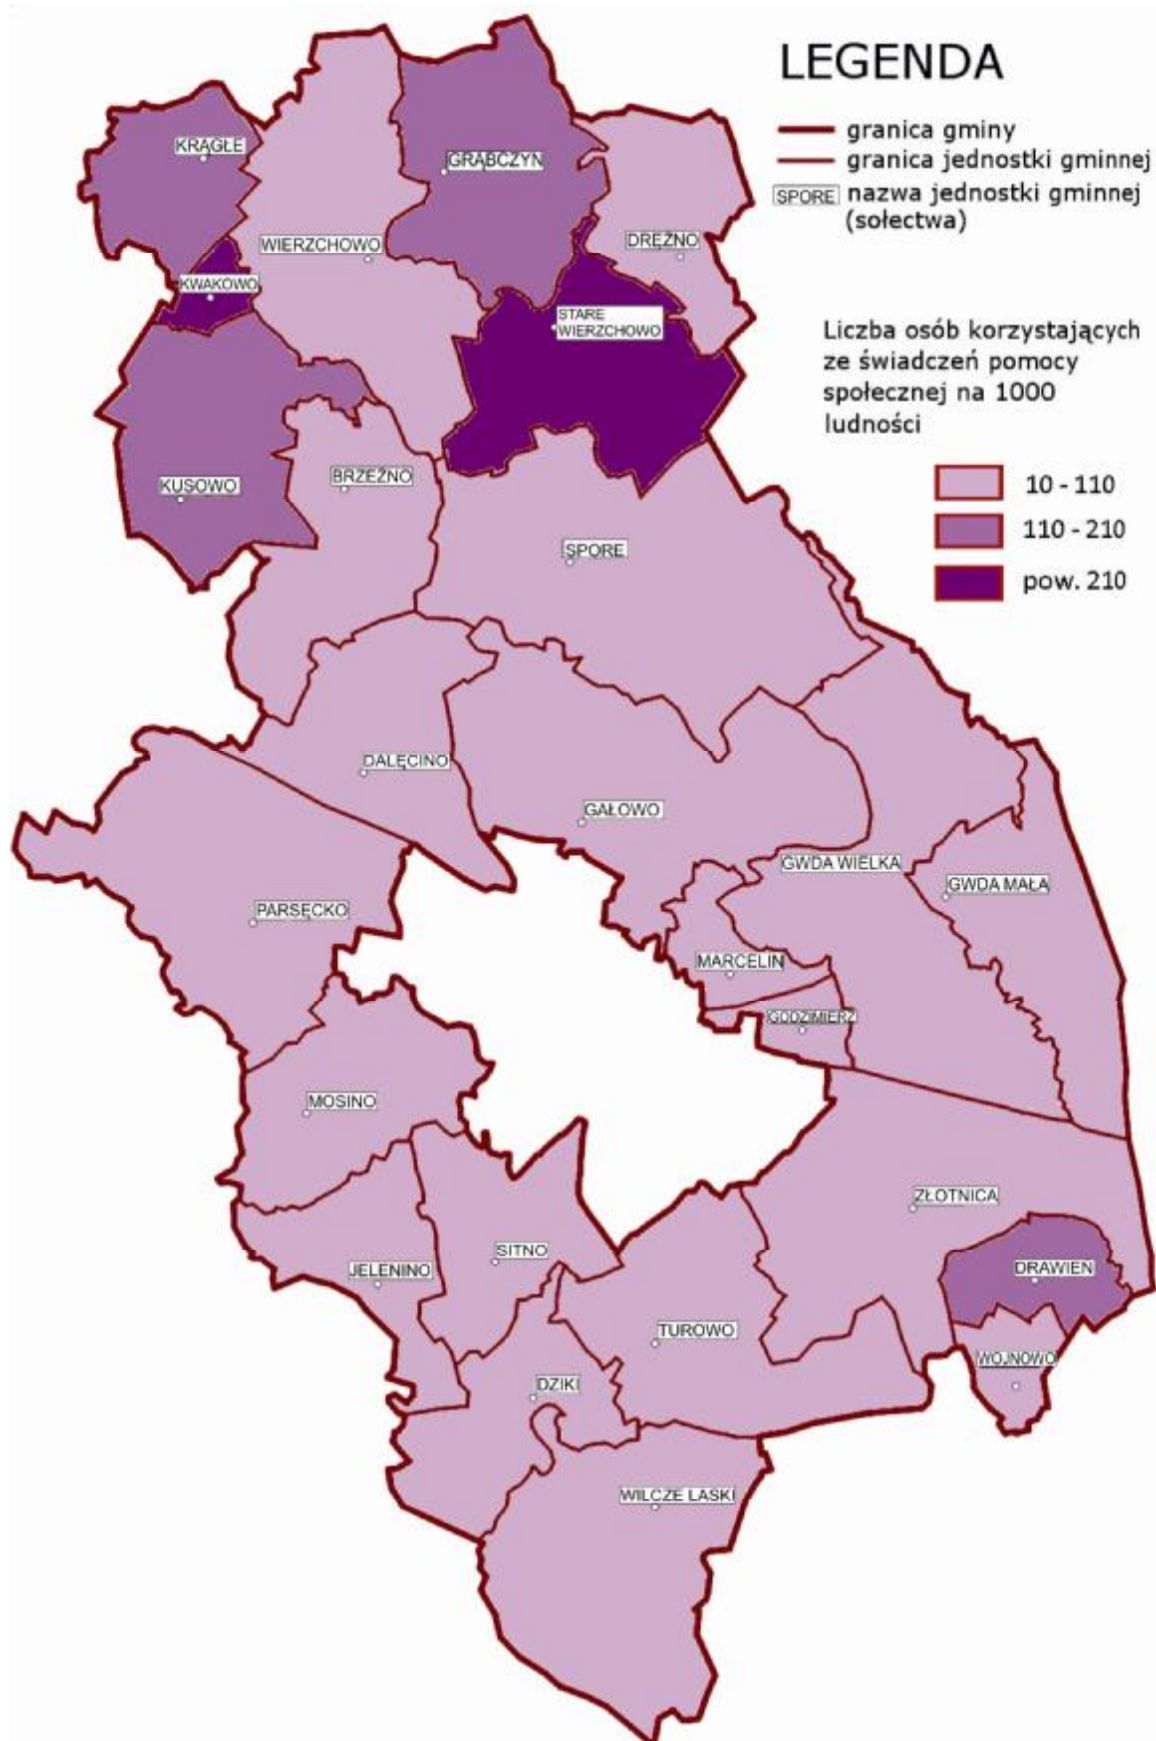 LEGENDA
granica gminy
granica jednostki gminnej
SPORE nazwa jednostki gminnej
(sołectwa)
Liczba osób korzystających
ze świadczeń pomocy
społecznej na 1000
ludności
10 - 110
110 - 210
pow. 210
KRĄGŁE
GRĄBCZYN
WIERZCHOWO
DRĘŻNO
KWAKOWO
STARE
WIERZCHOWO
BRZEŹNO
KUSOWO
SPORE
DALĘCINO
GAŁOWO
GWDA WIELKA
GWDA MAŁA
PARSĘCKO
MARCELIN
GODZIMIERZ
MOSINO
ZŁOTNICA
SITNO
JELENINO
DRAWIEN
TUROWO
WOJNOWO
DZIKI
WILCZE LASKI